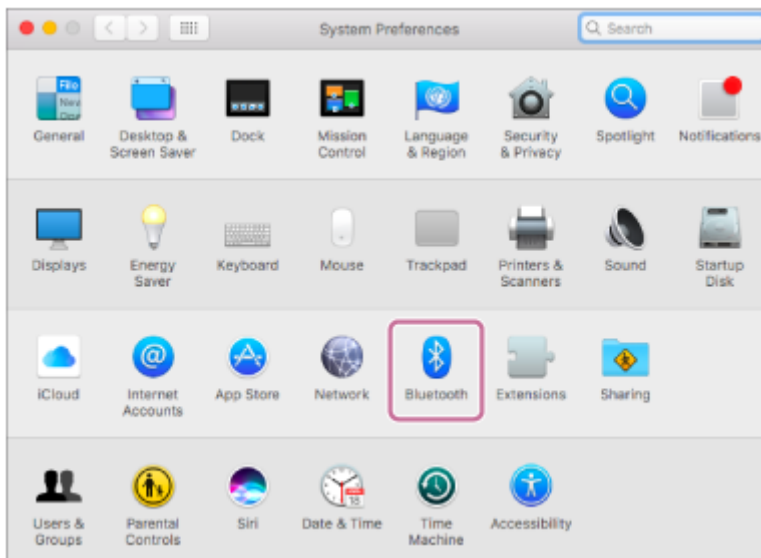 System Preferences
Search
General
Desktop &
Screen Saver
Dock
Mission
Control
Language
& Region
Security
& Privacy
Spotlight
Notifications
Displays
Energy
Saver
Keyboard
Mouse
Trackpad
Printers &
Scanners
Sound
Startup
Disk
iCloud
Internet
Accounts
App Store
Network
Bluetooth
Extensions
Sharing
Users &
Groups
Parental
Controls
Siri
Date & Time
Time
Machine
Accessibility